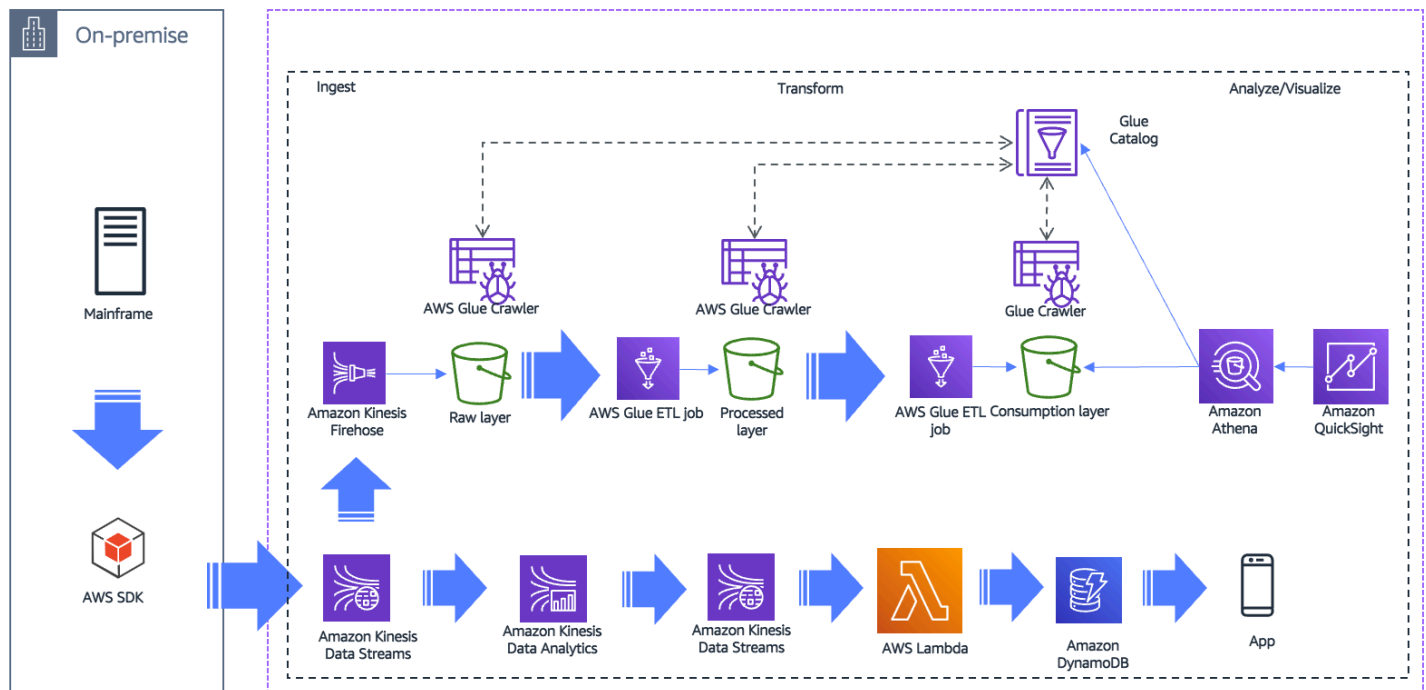 On-premise
Ingest
Transform
Analyze/Visualize
Glue
Catalog
Mainframe
AWS Glue Crawler
AWS Glue Crawler
Glue Crawler
Amazon Kinesis
Firehose
Raw layer
AWS Glue ETL job
Processed
layer
AWS Glue ETL
job
Consumption layer
Amazon
Athena
Amazon
QuickSight
AWS SDK
Amazon Kinesis
Data Streams
Amazon Kinesis
Data Analytics
Amazon Kinesis
Data Streams
AWS Lambda
Amazon
DynamoDB
App